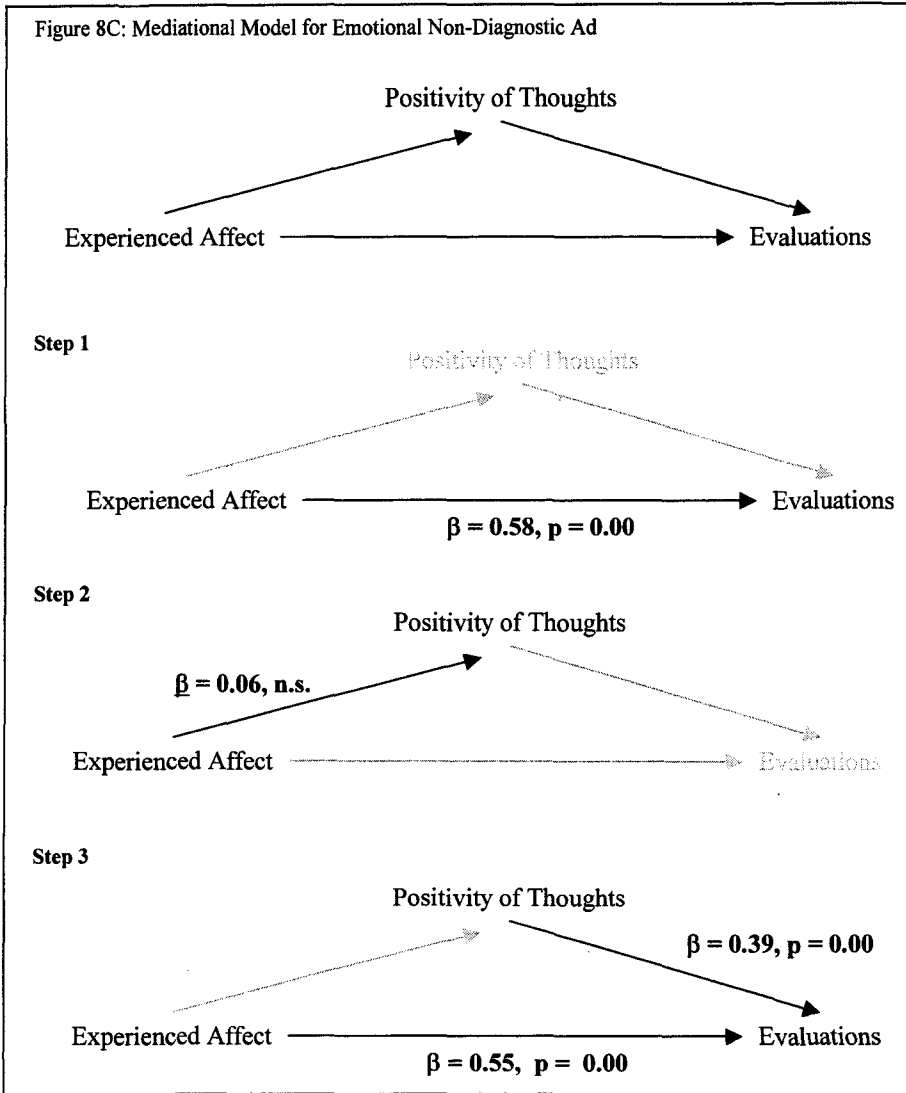 Figure 8C: Mediational Model for Emotional Non-Diagnostic Ad
Positivity of Thoughts
Experienced Affect
Evaluations
Step 1
Positivity of Thoughts
Experienced Affect
Evaluations
β = 0.58, p = 0.00
Step 2
Positivity of Thoughts
β = 0.06, n.s.
Experienced Affect
Evaluations
Step 3
Positivity of Thoughts
β = 0.39, p = 0.00
Experienced Affect
Evaluations
β = 0.55, p = 0.00